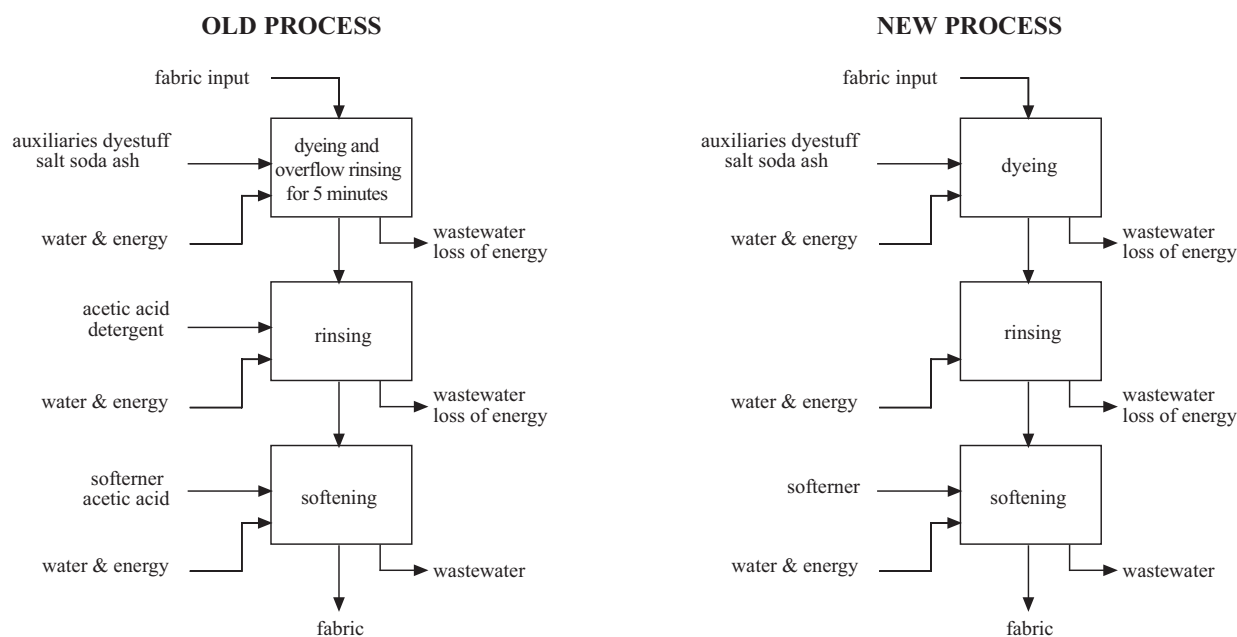 OLD PROCESS
fabric input
auxiliaries dyestuff
salt soda ash
dyeing and
overflow rinsing
for 5 minutes
water & energy
wastewater
loss of energy
acetic acid
detergent
rinsing
water & energy
wastewater
loss of energy
softerner
acetic acid
softening
water & energy
wastewater
fabric
NEW PROCESS
fabric input
auxiliaries dyestuff
salt soda ash
dyeing
water & energy
wastewater
loss of energy
rinsing
water & energy
wastewater
loss of energy
softerner
softening
water & energy
wastewater
fabric